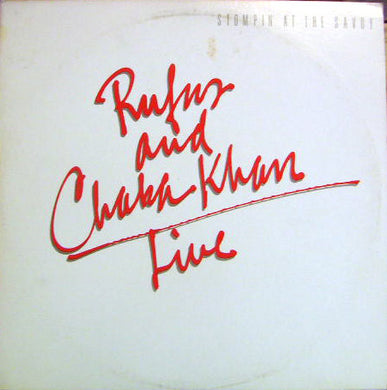 STOMPIN' AT THE SAVOY
Rufus
and
Chaka Khan
Live